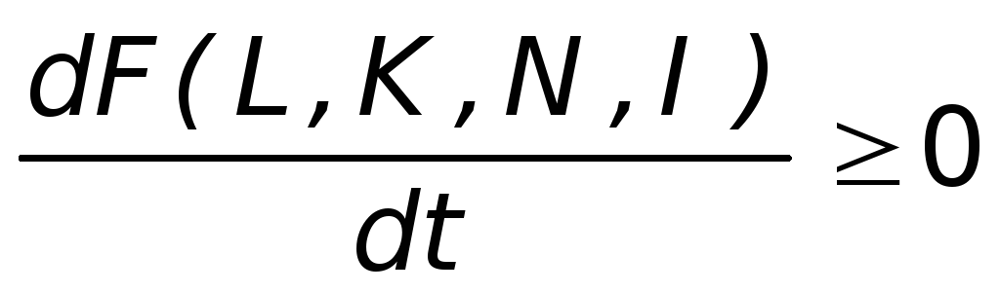 dF(L,K,N,I)
dt
≥0